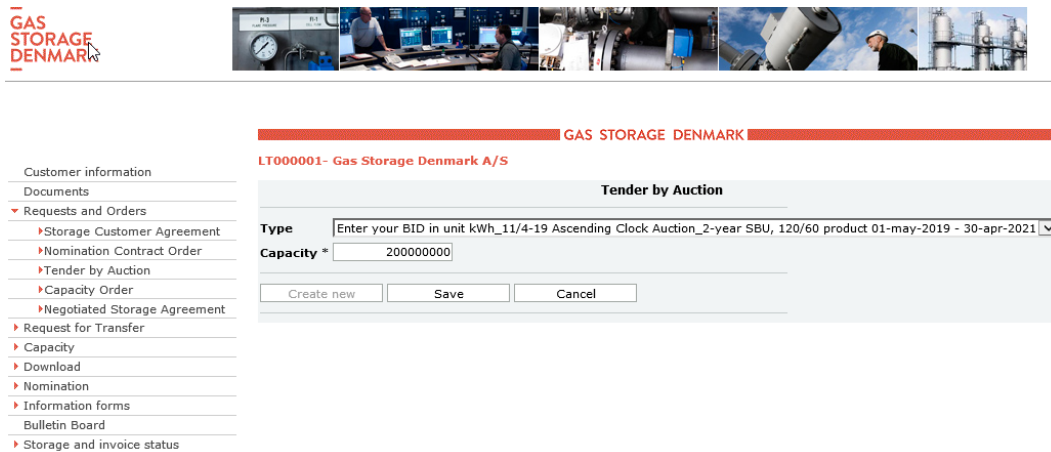 GAS
STORAGE
DENMARK
PI-3
PI-1
GAS STORAGE DENMARK
LT000001- Gas Storage Denmark A/S
Customer information
Documents
Requests and Orders
Storage Customer Agreement
Nomination Contract Order
Tender by Auction
Capacity Order
Negotiated Storage Agreement
Request for Transfer
Capacity
Download
Nomination
Information forms
Bulletin Board
Storage and invoice status
Tender by Auction
Type Enter your BID in unit kWh_11/4-19 Ascending Clock Auction_2-year SBU, 120/60 product 01-may-2019 - 30-apr-2021
Capacity * 200000000
Create new Save Cancel